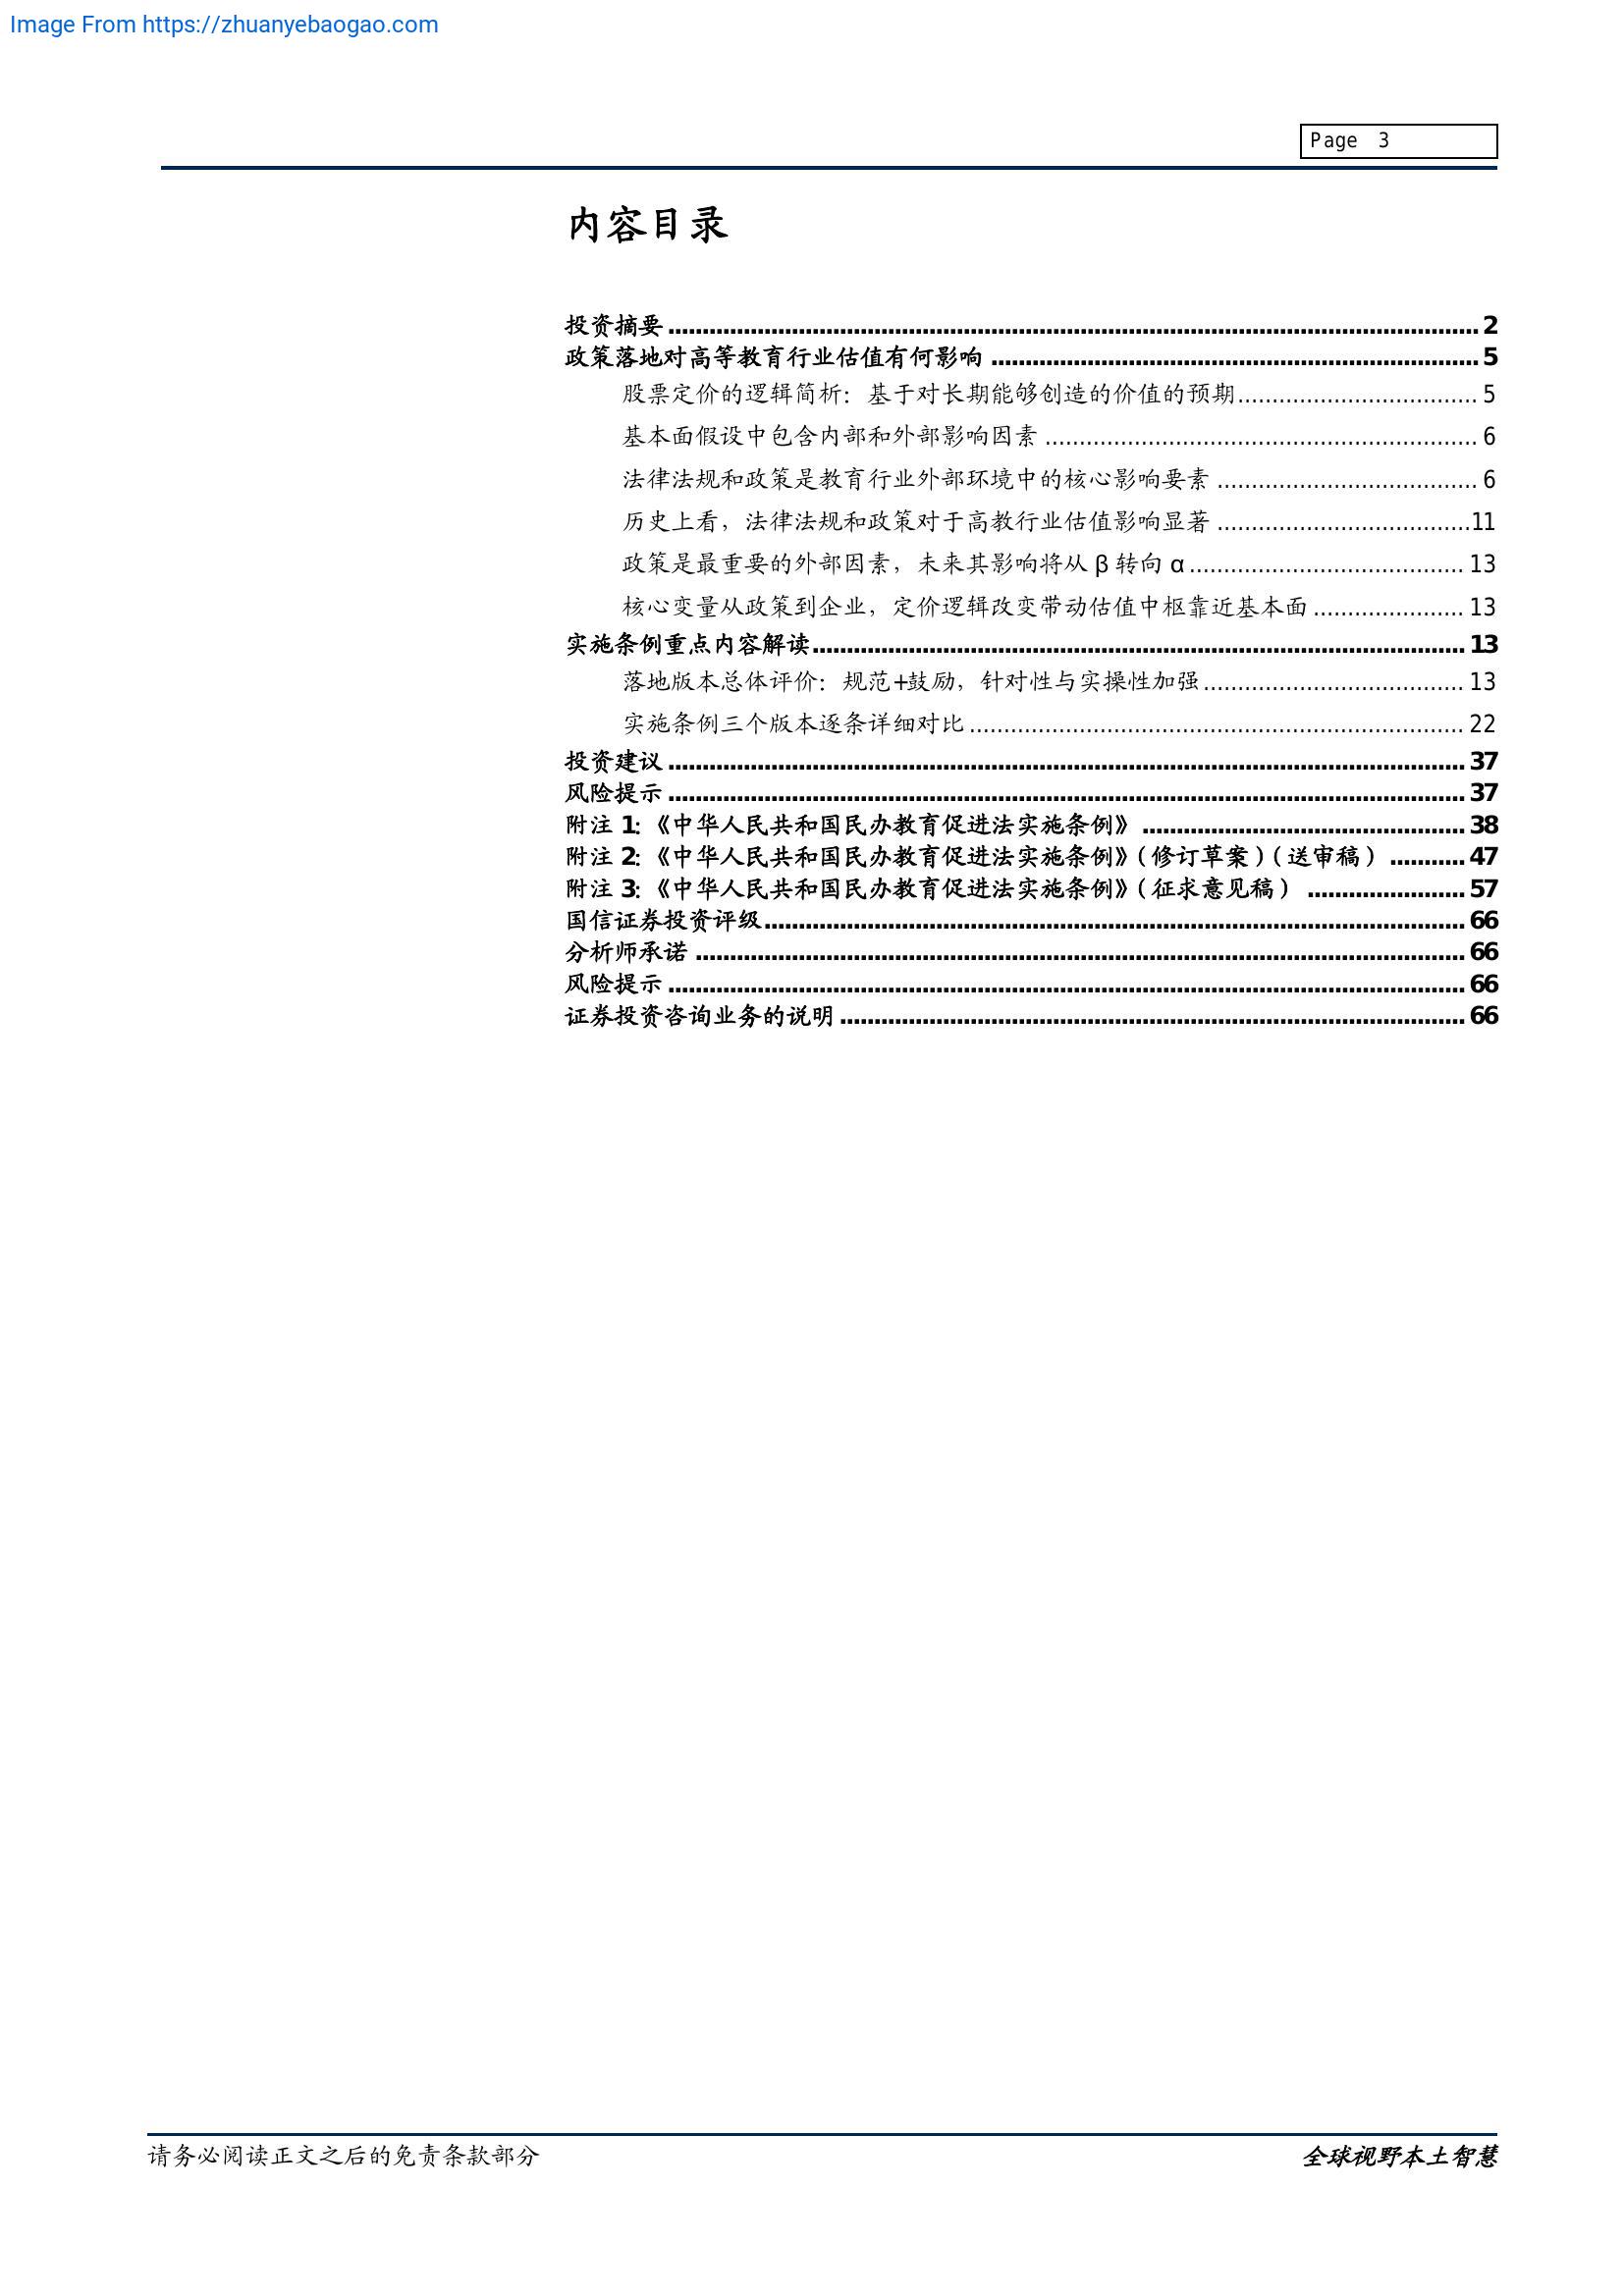 Image From https://zhuanyebaogao.com
Page 3
内容目录
投资摘要 ........................................................................................................................ 2
政策落地对高等教育行业估值有何影响 ........................................................................ 5
股票定价的逻辑简析：基于对长期能够创造的价值的预期................................... 5
基本面假设中包含内部和外部影响因素 ............................................................... 6
法律法规和政策是教育行业外部环境中的核心影响要素 ...................................... 6
历史上看，法律法规和政策对于高教行业估值影响显著 .....................................11
政策是最重要的外部因素，未来其影响将从 β 转向 α........................................ 13
核心变量从政策到企业，定价逻辑改变带动估值中枢靠近基本面 ...................... 13
实施条例重点内容解读................................................................................................ 13
落地版本总体评价：规范+鼓励，针对性与实操性加强...................................... 13
实施条例三个版本逐条详细对比 ........................................................................ 22
投资建议 ...................................................................................................................... 37
风险提示 ...................................................................................................................... 37
附注 1:《中华人民共和国民办教育促进法实施条例》 ............................................... 38
附注 2:《中华人民共和国民办教育促进法实施条例》（修订草案）（送审稿） ........... 47
附注 3:《中华人民共和国民办教育促进法实施条例》（征求意见稿） ....................... 57
国信证券投资评级....................................................................................................... 66
分析师承诺 .................................................................................................................. 66
风险提示 ...................................................................................................................... 66
证券投资咨询业务的说明 ............................................................................................ 66
请务必阅读正文之后的免责条款部分
全球视野本土智慧